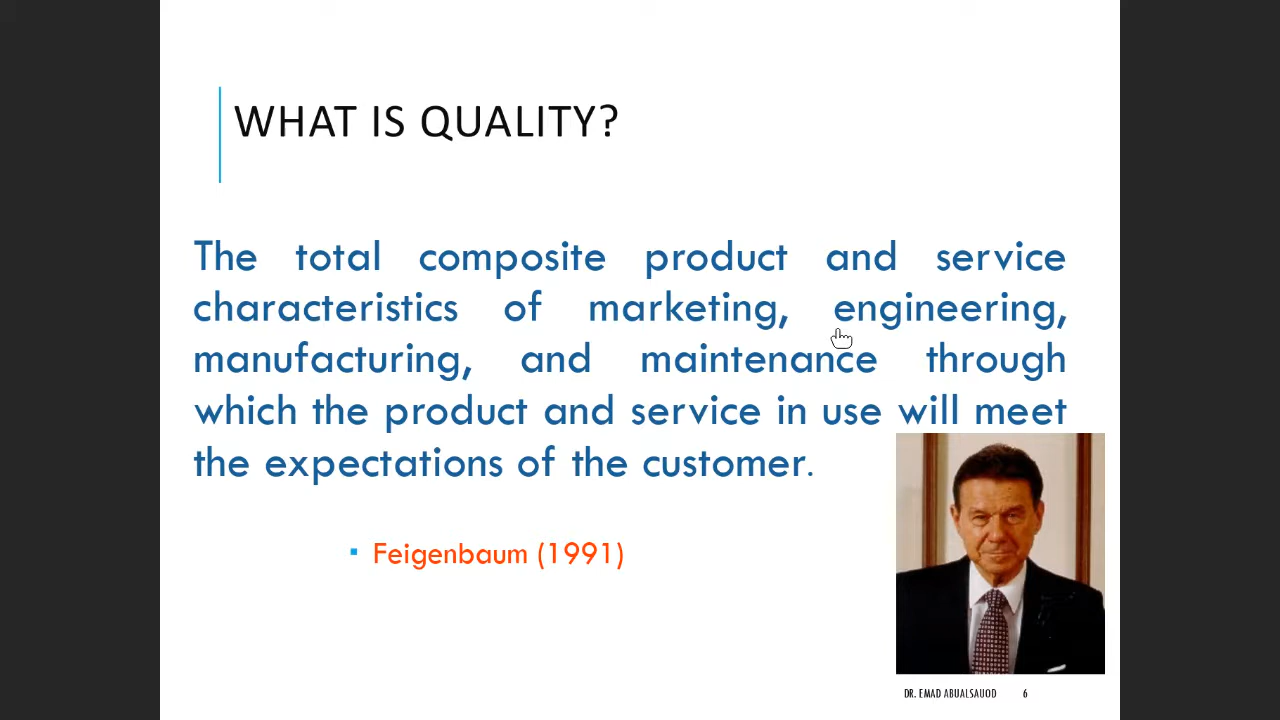 WHAT IS QUALITY?
The total composite product and service
characteristics of marketing, engineering,
manufacturing, and maintenance through
which the product and service in use will meet
the expectations of the customer.
▪ Feigenbaum (1991)
DR. EMAD ABUALSAUOD 6